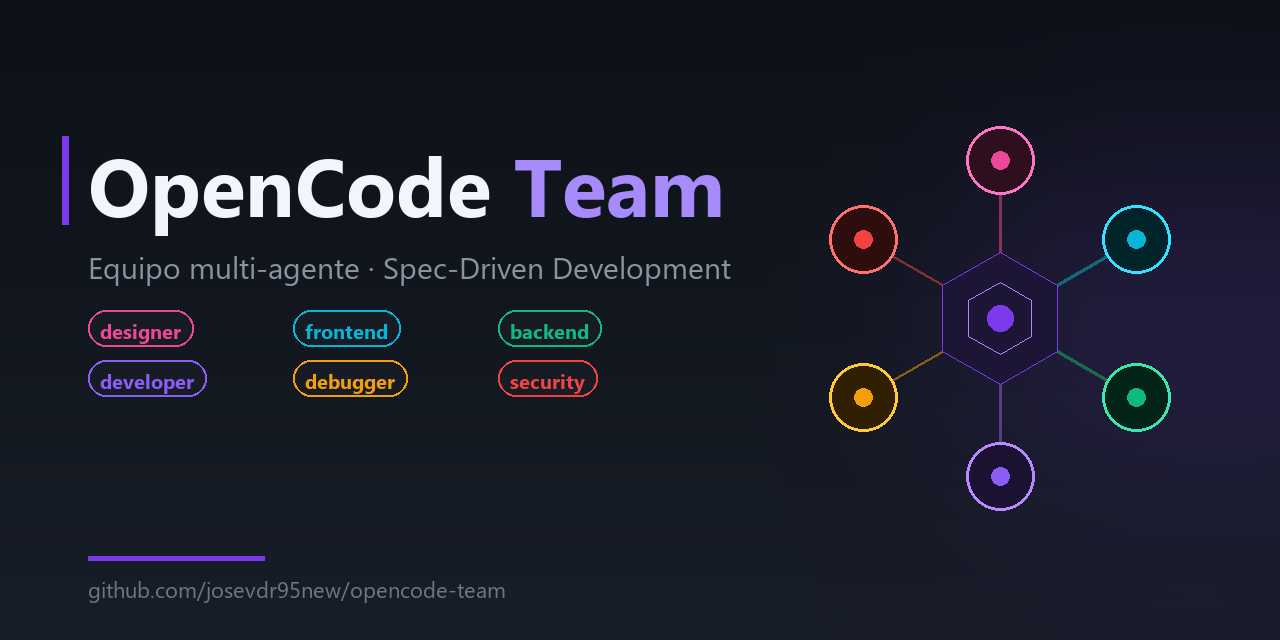 OpenCode Team
Equipo multi-agente · Spec-Driven Development
designer frontend backend
developer debugger security
github.com/josevdr95new/opencode-team